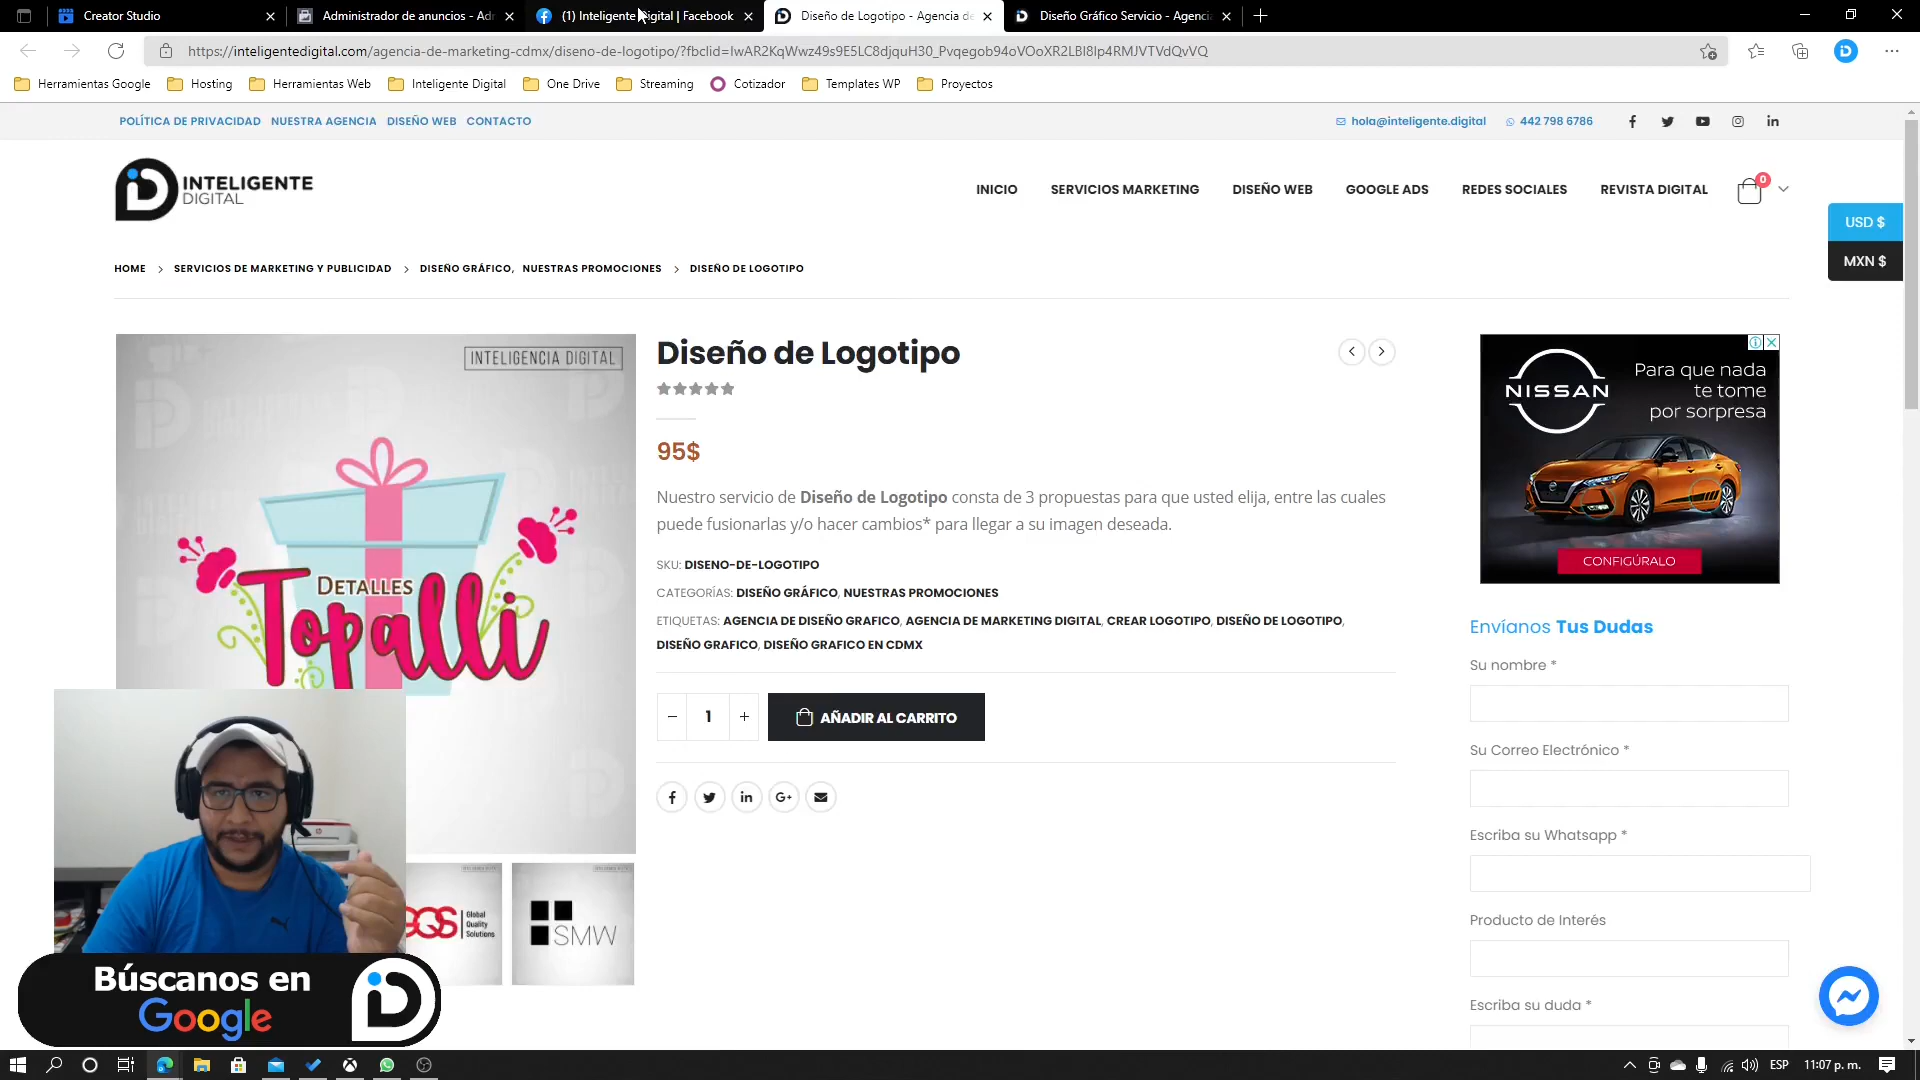 Creator Studio
Administrador de anuncios - Adr
(1) Inteligente Digital | Facebook
Diseño de Logotipo - Agencia de
Diseño Gráfico Servicio - Agenci
https://inteligentedigital.com/agencia-de-marketing-cdmx/diseno-de-logotipo/?fbclid=IwAR2KqWwz49s9E5LC8djquH30_Pvqegob94oVOoXR2LBI8Ip4RMJVTVdQvVQ
Herramientas Google
Hosting
Herramientas Web
Inteligente Digital
One Drive
Streaming
Cotizador
Templates WP
Proyectos
POLÍTICA DE PRIVACIDAD NUESTRA AGENCIA DISEÑO WEB CONTACTO
hola@inteligente.digital
442 798 6786
INTELIGENTE
DIGITAL
INICIO
SERVICIOS MARKETING
DISEÑO WEB
GOOGLE ADS
REDES SOCIALES
REVISTA DIGITAL
0
USD $
MXN $
HOME > SERVICIOS DE MARKETING Y PUBLICIDAD > DISEÑO GRÁFICO, NUESTRAS PROMOCIONES > DISEÑO DE LOGOTIPO
INTELIGENCIA DIGITAL
DETALLES
Topalli
Diseño de Logotipo
95$
Nuestro servicio de Diseño de Logotipo consta de 3 propuestas para que usted elija, entre las cuales
puede fusionarlas y/o hacer cambios* para llegar a su imagen deseada.
SKU: DISENO-DE-LOGOTIPO
CATEGORÍAS: DISEÑO GRÁFICO, NUESTRAS PROMOCIONES
ETIQUETAS: AGENCIA DE DISEÑO GRAFICO, AGENCIA DE MARKETING DIGITAL, CREAR LOGOTIPO, DISEÑO DE LOGOTIPO,
DISEÑO GRAFICO, DISEÑO GRAFICO EN CDMX
− 1 +
AÑADIR AL CARRITO
G+
NISSAN
Para que nada
te tome
por sorpresa
CONFIGÚRALO
Envíanos Tus Dudas
Su nombre *
Su Correo Electrónico *
Escriba su Whatsapp *
Producto de Interés
Escriba su duda *
GQS
Global
Quality
Solutions
SMW
Búscanos en
Google
ESP
11:07 p. m.